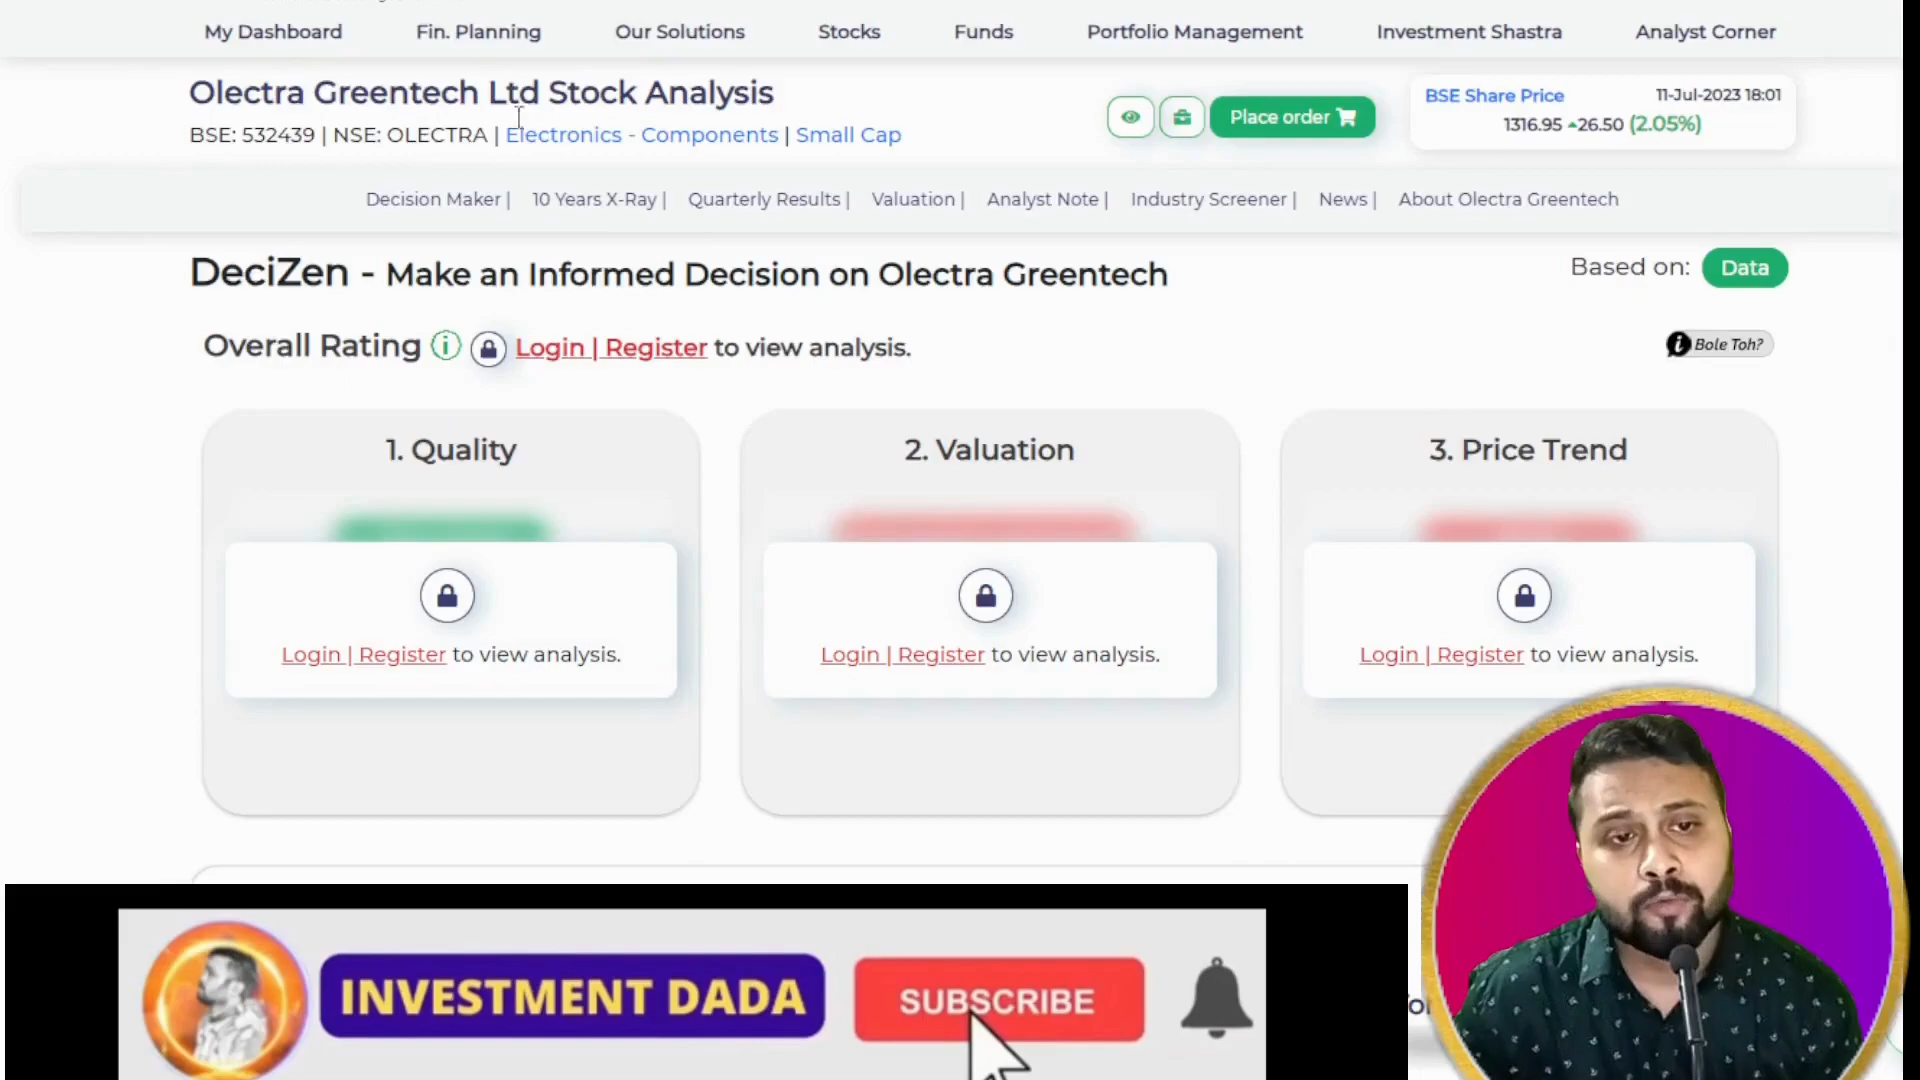 My Dashboard Fin. Planning Our Solutions Stocks Funds Portfolio Management Investment Shastra Analyst Corner
Olectra Greentech Ltd Stock Analysis
BSE: 532439 | NSE: OLECTRA | Electronics - Components | Small Cap
Place order
BSE Share Price 11-Jul-2023 18:01
1316.95 26.50 (2.05%)
Decision Maker | 10 Years X-Ray | Quarterly Results | Valuation | Analyst Note | Industry Screener | News | About Olectra Greentech
DeciZen - Make an Informed Decision on Olectra Greentech
Based on: Data
Overall Rating i Login | Register to view analysis.
i Bole Toh?
1. Quality
2. Valuation
3. Price Trend
Login | Register to view analysis.
Login | Register to view analysis.
Login | Register to view analysis.
INVESTMENT DADA
SUBSCRIBE